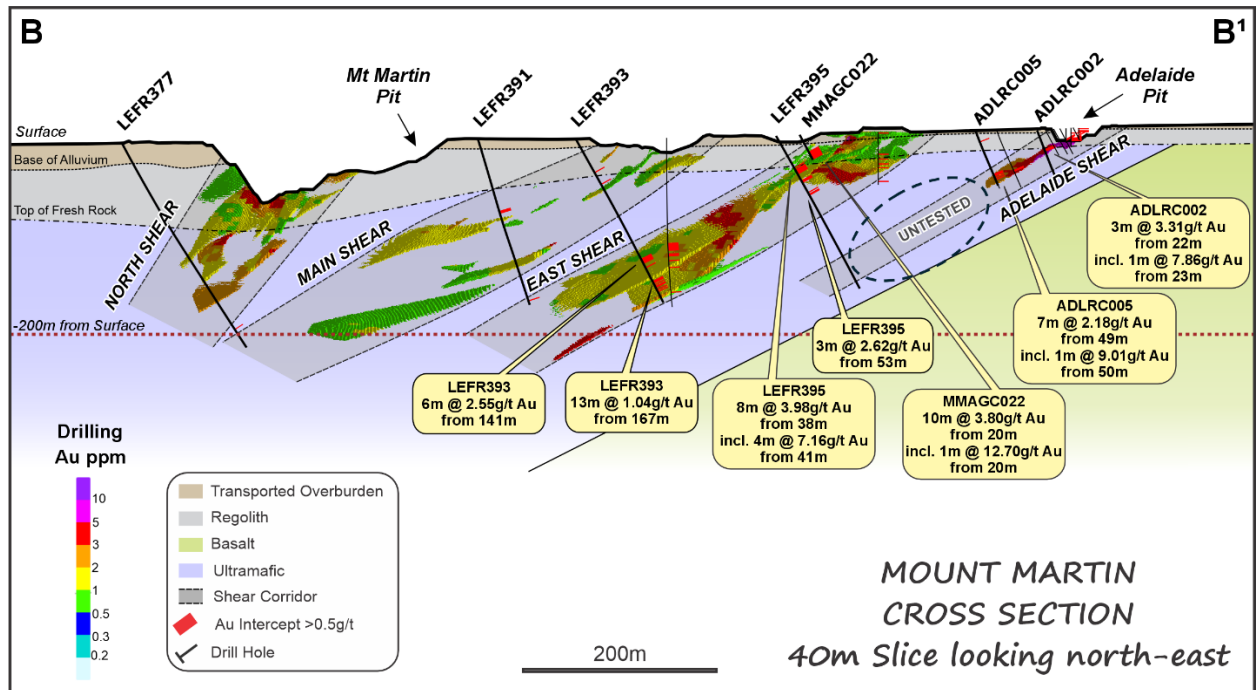 B
B¹
LEFR377
Mt Martin
Pit
LEFR391
LEFR393
LEFR395
MMAGC022
ADLRC005
ADLRC002
Adelaide
Pit
Surface
Base of Alluvium
Top of Fresh Rock
NORTH SHEAR
MAIN SHEAR
EAST SHEAR
UNTESTED
ADELAIDE SHEAR
-200m from Surface
ADLRC002
3m @ 3.31g/t Au
from 22m
incl. 1m @ 7.86g/t Au
from 23m
ADLRC005
7m @ 2.18g/t Au
from 49m
incl. 1m @ 9.01g/t Au
from 50m
LEFR395
3m @ 2.62g/t Au
from 53m
LEFR393
6m @ 2.55g/t Au
from 141m
LEFR393
13m @ 1.04g/t Au
from 167m
LEFR395
8m @ 3.98g/t Au
from 38m
incl. 4m @ 7.16g/t Au
from 41m
MMAGC022
10m @ 3.80g/t Au
from 20m
incl. 1m @ 12.70g/t Au
from 20m
Drilling
Au ppm
10
5
3
2
1
0.5
0.3
0.2
Transported Overburden
Regolith
Basalt
Ultramafic
Shear Corridor
Au Intercept >0.5g/t
Drill Hole
200m
MOUNT MARTIN
CROSS SECTION
40m Slice looking north-east